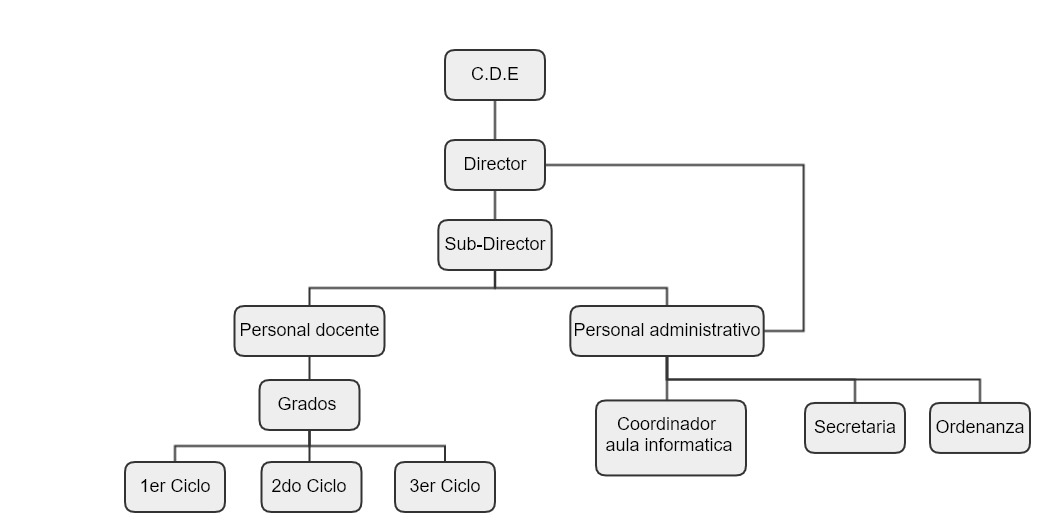 C.D.E
Director
Sub-Director
Personal docente
Personal administrativo
Grados
Coordinador
aula informatica
Secretaria
Ordenanza
1er Ciclo
2do Ciclo
3er Ciclo